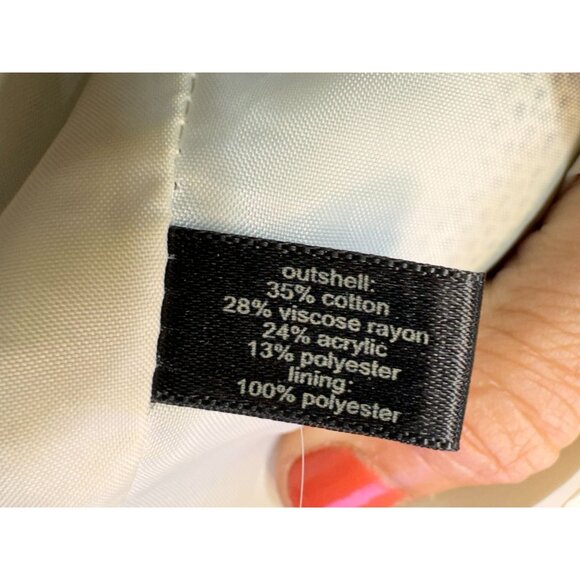 outshell:
35% cotton
28% viscose rayon
24% acrylic
13% polyester
lining:
100% polyester